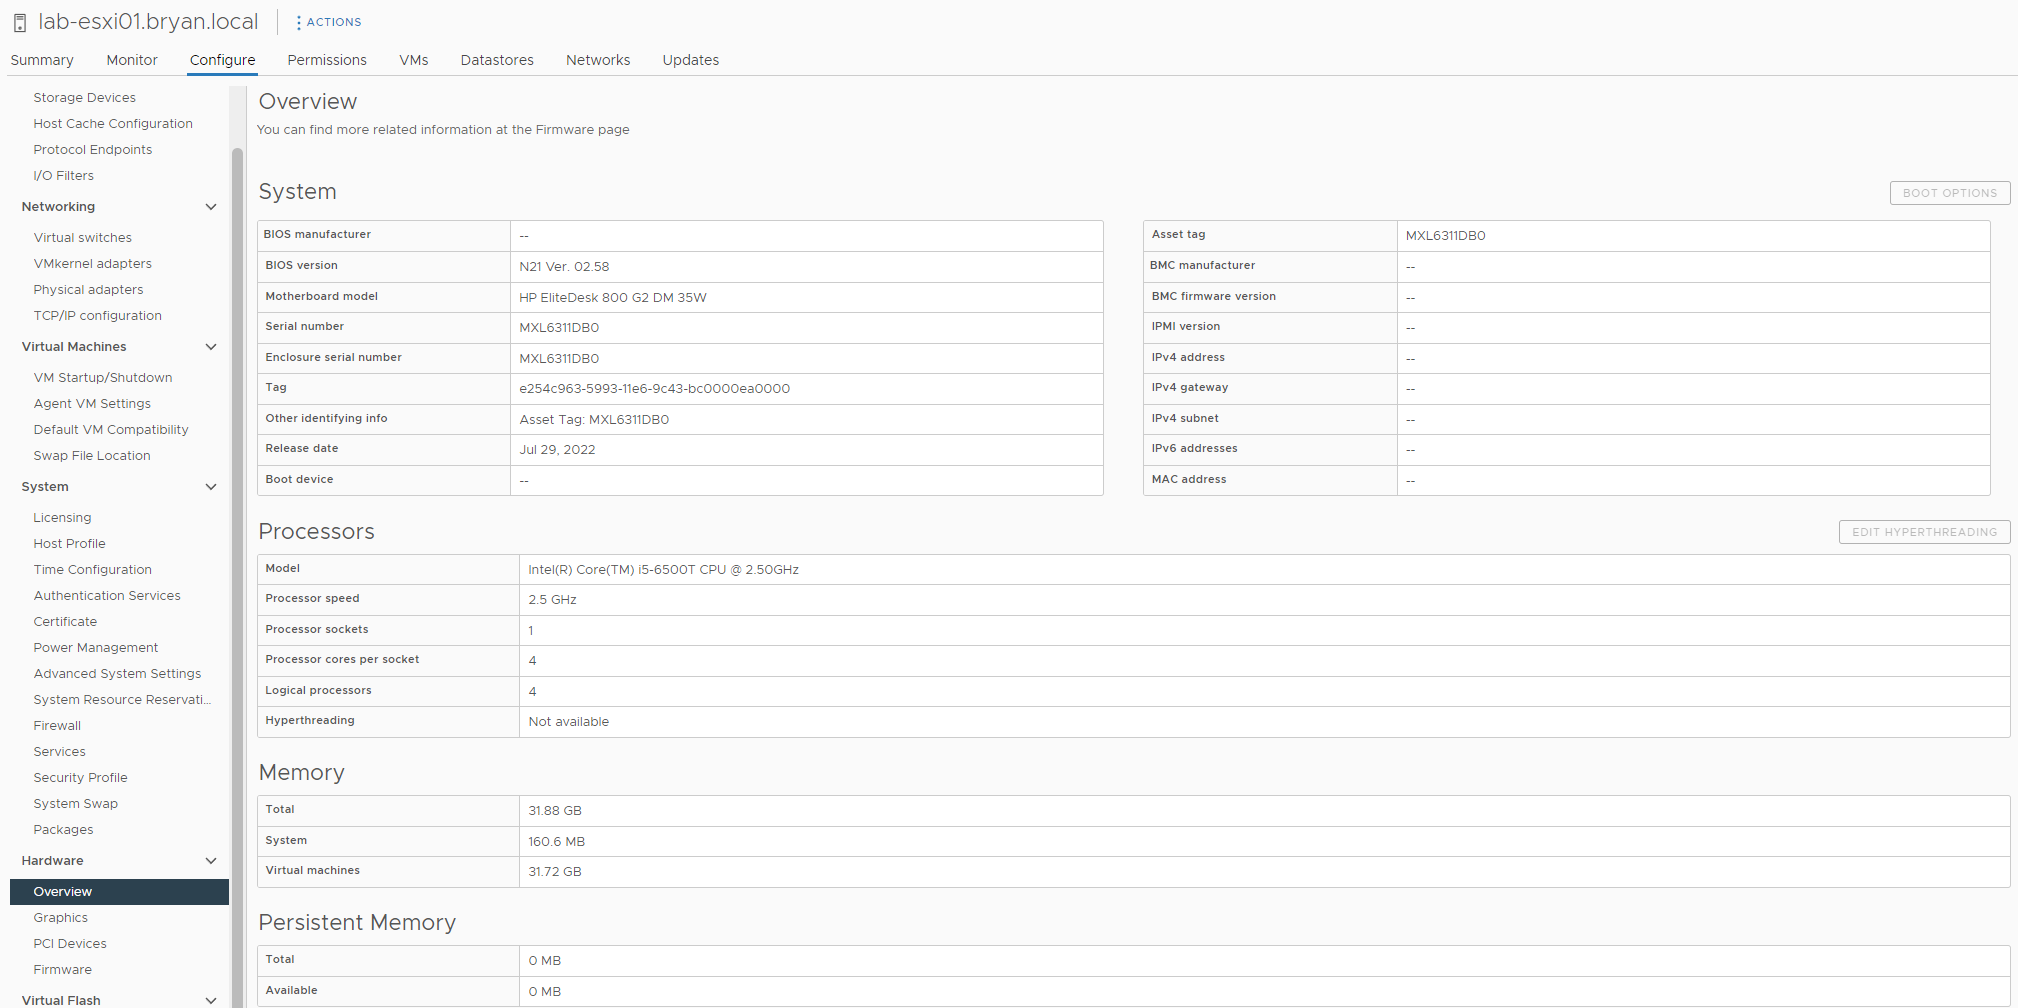 lab-esxi01.bryan.local
ACTIONS
Summary Monitor Configure Permissions VMs Datastores Networks Updates
Storage Devices
Host Cache Configuration
Protocol Endpoints
I/O Filters
Networking
Virtual switches
VMkernel adapters
Physical adapters
TCP/IP configuration
Virtual Machines
VM Startup/Shutdown
Agent VM Settings
Default VM Compatibility
Swap File Location
System
Licensing
Host Profile
Time Configuration
Authentication Services
Certificate
Power Management
Advanced System Settings
System Resource Reservati...
Firewall
Services
Security Profile
System Swap
Packages
Hardware
Overview
Graphics
PCI Devices
Firmware
Virtual Flash
Overview
You can find more related information at the Firmware page
System
BOOT OPTIONS
BIOS manufacturer --
BIOS version N21 Ver. 02.58
Motherboard model HP EliteDesk 800 G2 DM 35W
Serial number MXL6311DB0
Enclosure serial number MXL6311DB0
Tag e254c963-5993-11e6-9c43-bc0000ea0000
Other identifying info Asset Tag: MXL6311DB0
Release date Jul 29, 2022
Boot device --
Asset tag MXL6311DB0
BMC manufacturer --
BMC firmware version --
IPMI version --
IPv4 address --
IPv4 gateway --
IPv4 subnet --
IPv6 addresses --
MAC address --
Processors
EDIT HYPERTHREADING
Model Intel(R) Core(TM) i5-6500T CPU @ 2.50GHz
Processor speed 2.5 GHz
Processor sockets 1
Processor cores per socket 4
Logical processors 4
Hyperthreading Not available
Memory
Total 31.88 GB
System 160.6 MB
Virtual machines 31.72 GB
Persistent Memory
Total 0 MB
Available 0 MB